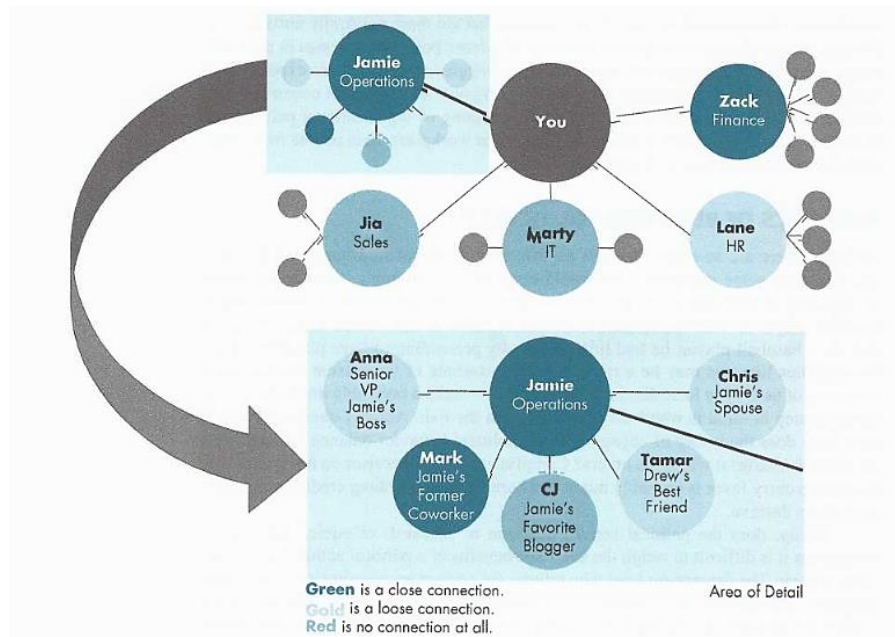 Jamie
Operations
You
Zack
Finance
Jia
Sales
Marty
IT
Lane
HR
Anna
Senior
VP,
Jamie's
Boss
Jamie
Operations
Chris
Jamie's
Spouse
Mark
Jamie's
Former
Coworker
CJ
Jamie's
Favorite
Blogger
Tamar
Drew's
Best
Friend
Green is a close connection.
Gold is a loose connection.
Red is no connection at all.
Area of Detail